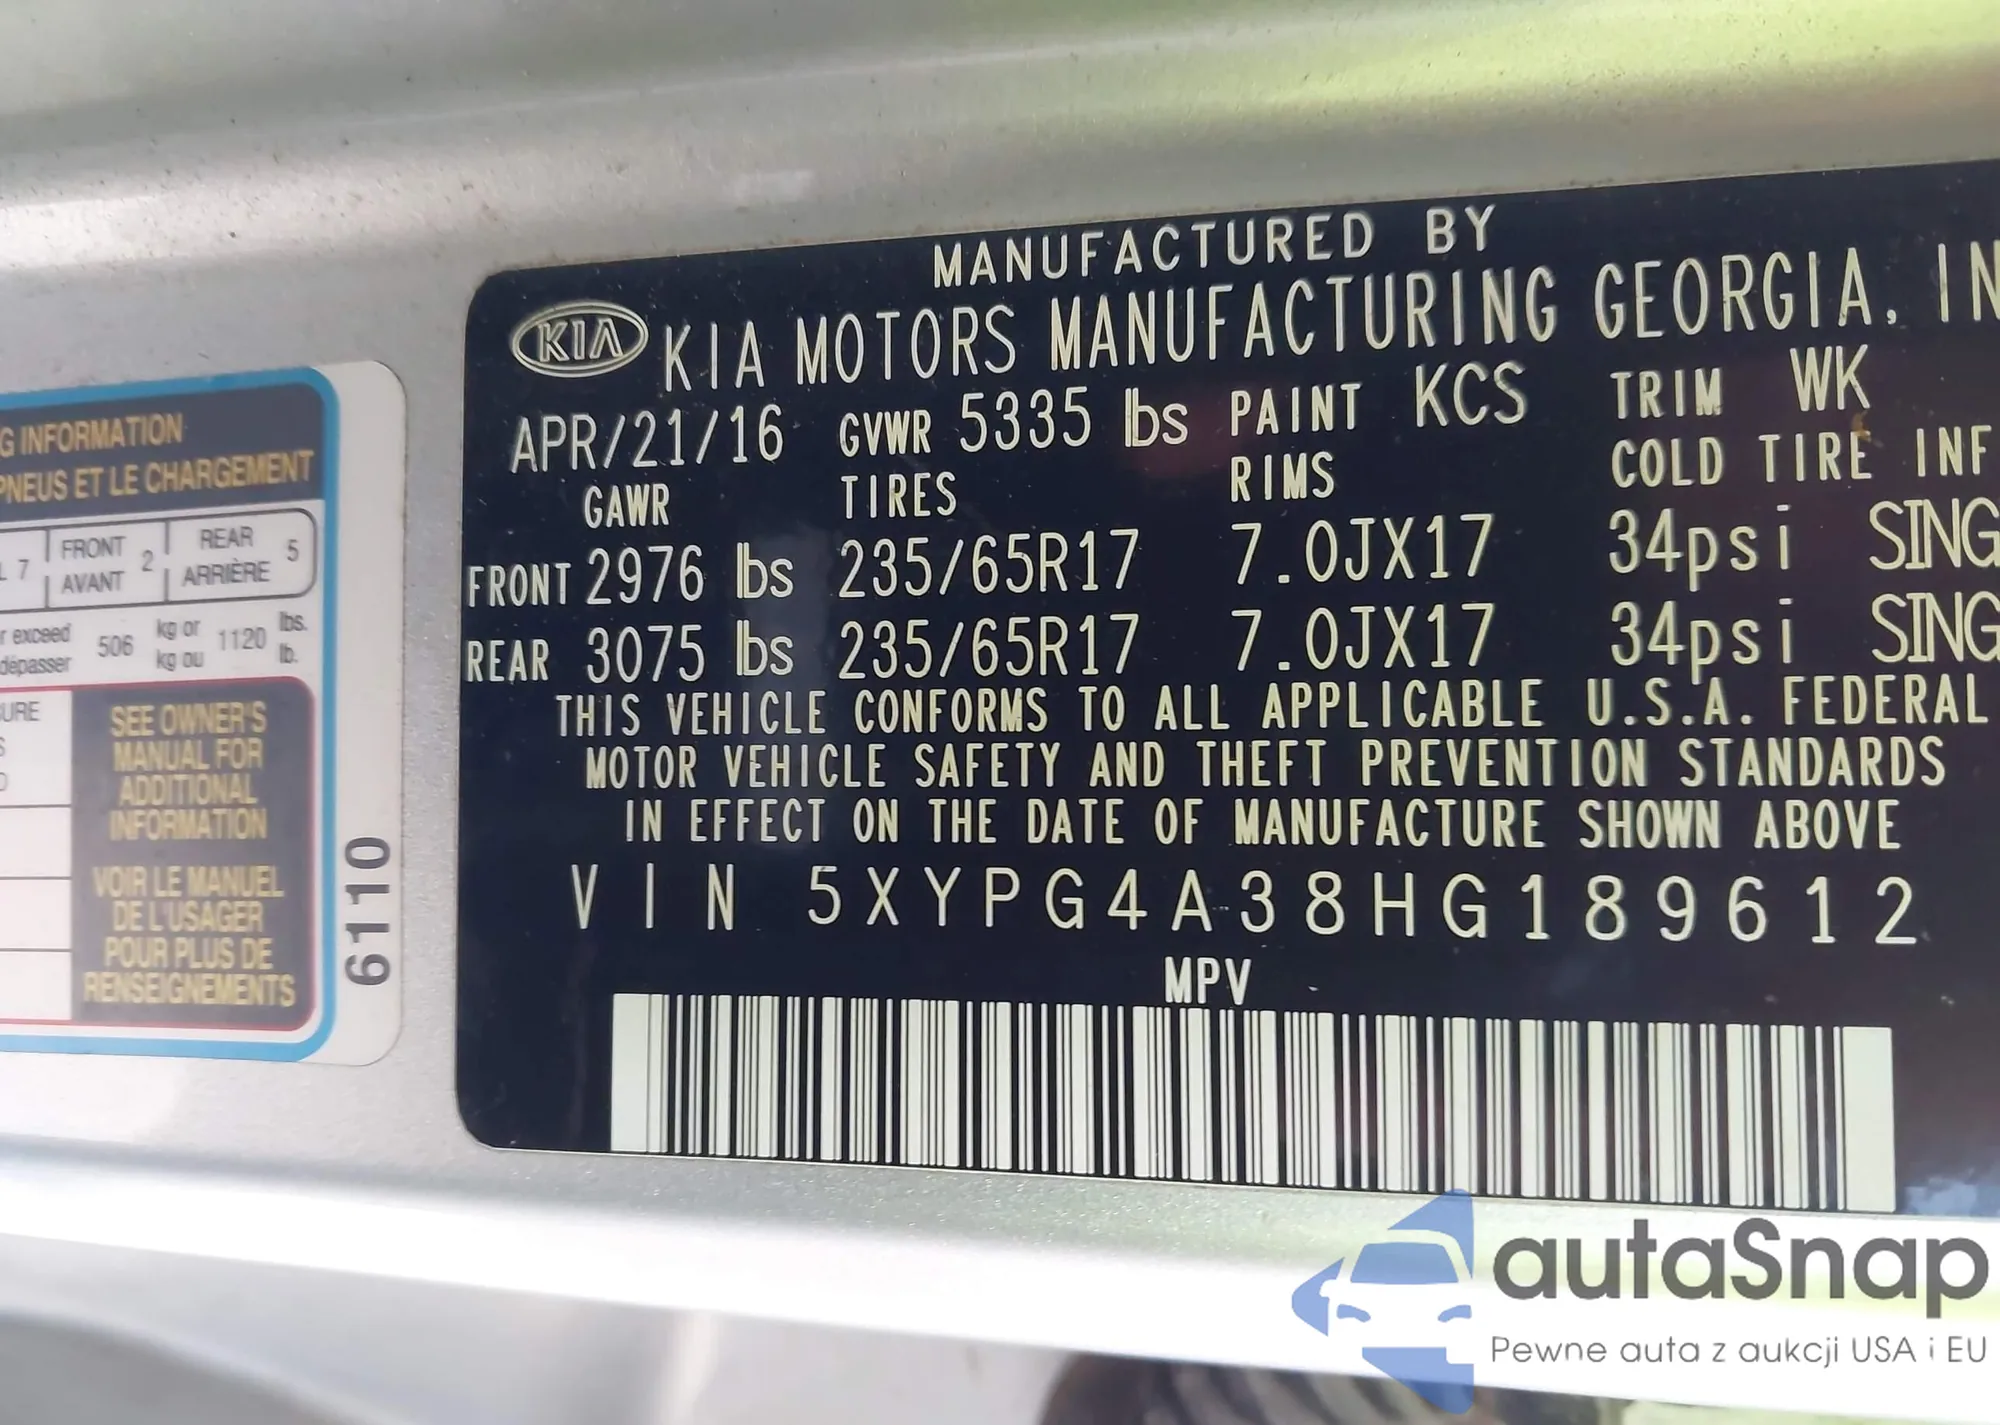 MANUFACTURED BY
KIA KIA MOTORS MANUFACTURING GEORGIA, IN
APR/21/16 GVWR 5335 lbs PAINT KCS TRIM WK
GAWR TIRES RIMS COLD TIRE INF
FRONT 2976 lbs 235/65R17 7.0JX17 34psi SING
REAR 3075 lbs 235/65R17 7.0JX17 34psi SING
THIS VEHICLE CONFORMS TO ALL APPLICABLE U.S.A. FEDERAL
MOTOR VEHICLE SAFETY AND THEFT PREVENTION STANDARDS
IN EFFECT ON THE DATE OF MANUFACTURE SHOWN ABOVE
VIN 5XYPG4A38HG189612
MPV
G INFORMATION
PNEUS ET LE CHARGEMENT
L 7 FRONT 2 REAR 5
AVANT ARRIÈRE
r exceed 506 kg or 1120 lbs.
dépasser kg ou lb.
URE
S
D
SEE OWNER'S
MANUAL FOR
ADDITIONAL
INFORMATION
VOIR LE MANUEL
DE L'USAGER
POUR PLUS DE
RENSEIGNEMENTS
6110
autaSnap
Pewne auta z aukcji USA i EU